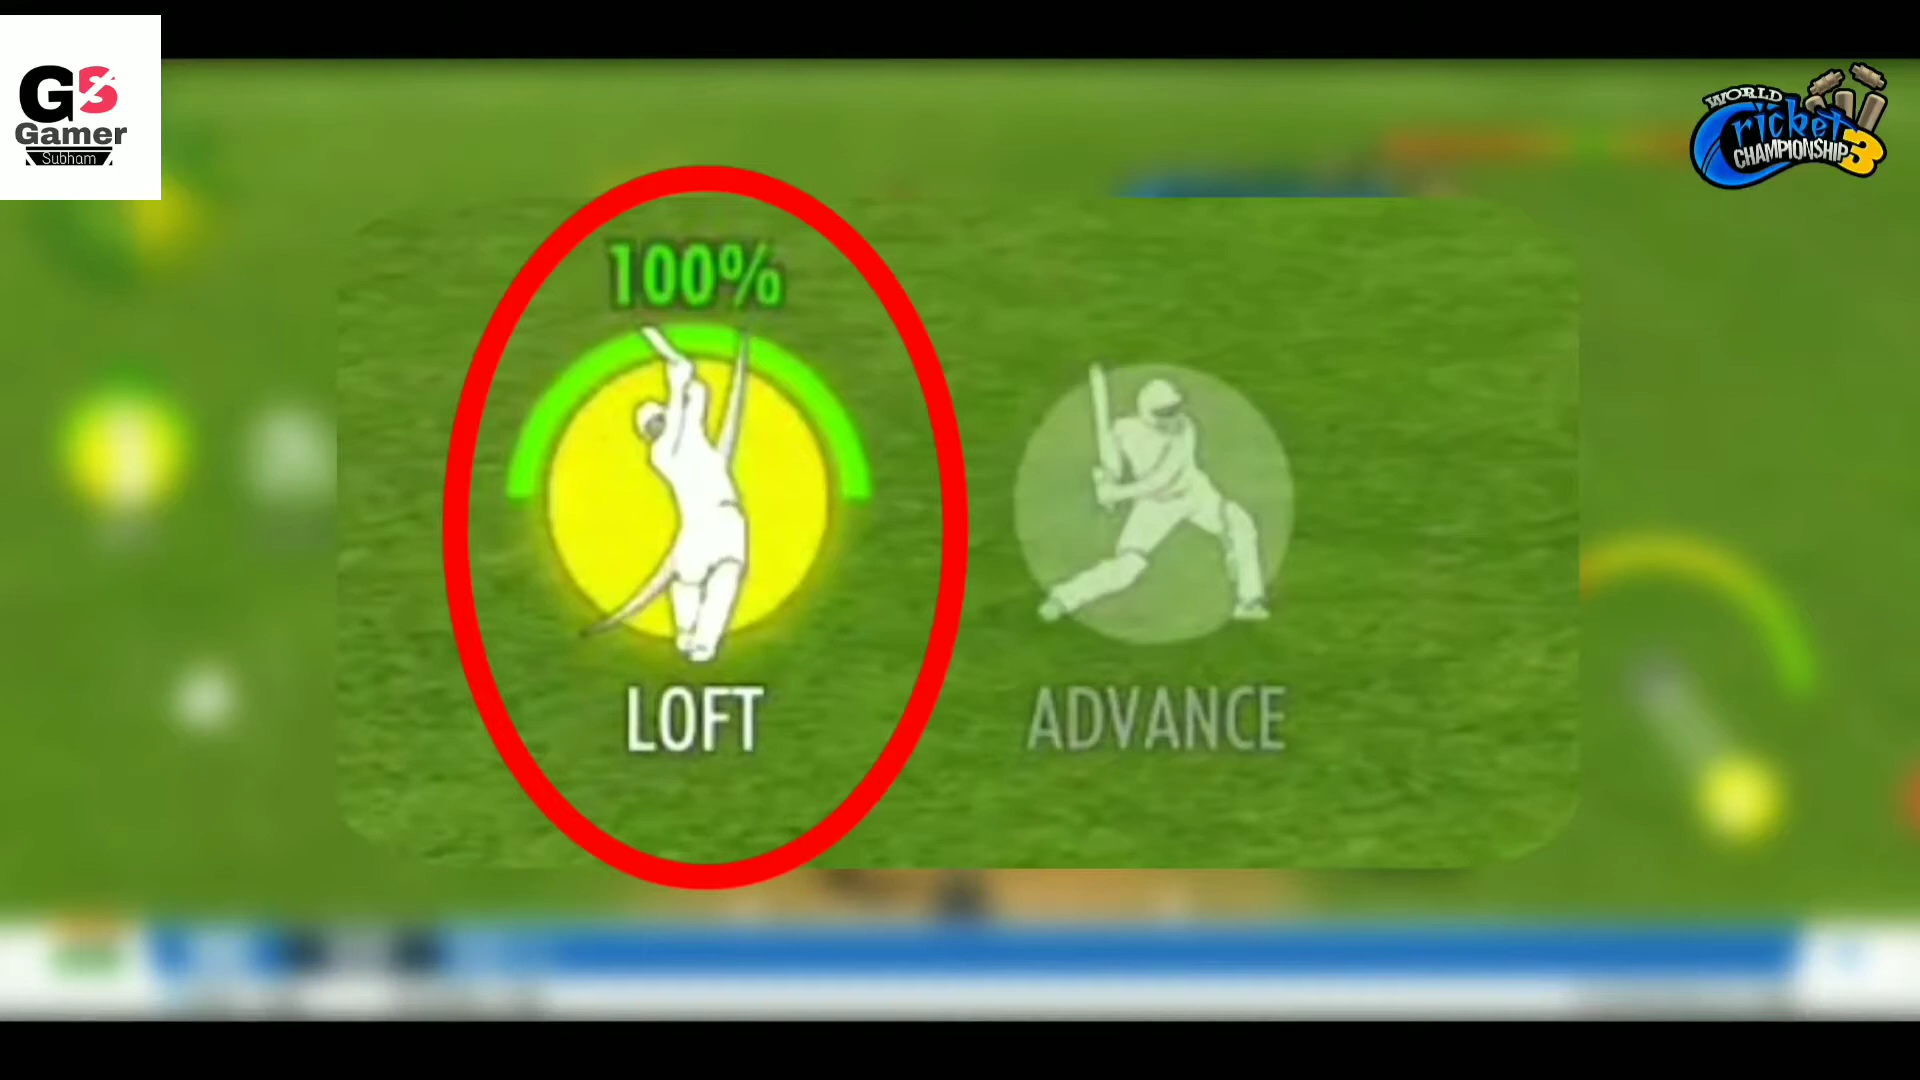 GS
Gamer
Subham
WORLD
Cricket
CHAMPIONSHIP 3
100%
LOFT
ADVANCE